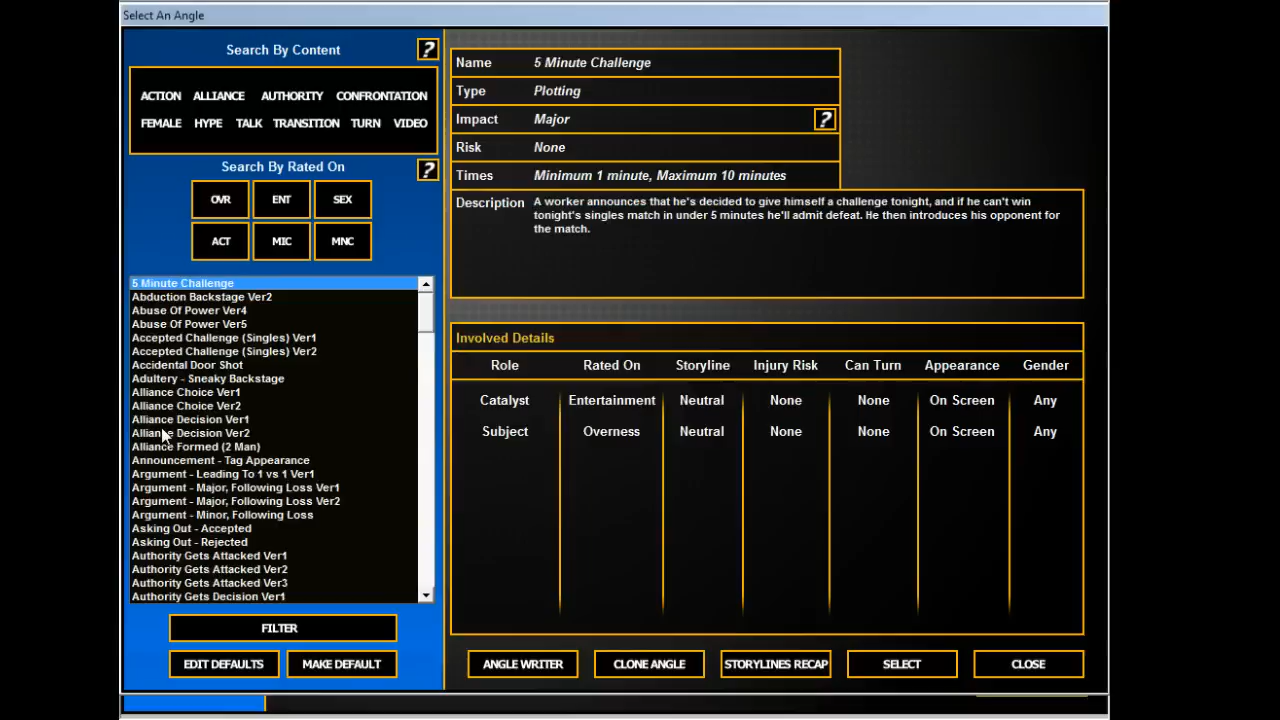 Select An Angle
Search By Content
?
ACTION ALLIANCE AUTHORITY CONFRONTATION
FEMALE HYPE TALK TRANSITION TURN VIDEO
Search By Rated On
?
OVR ENT SEX
ACT MIC MNC
5 Minute Challenge
Abduction Backstage Ver2
Abuse Of Power Ver4
Abuse Of Power Ver5
Accepted Challenge (Singles) Ver1
Accepted Challenge (Singles) Ver2
Accidental Door Shot
Adultery - Sneaky Backstage
Alliance Choice Ver1
Alliance Choice Ver2
Alliance Decision Ver1
Alliance Decision Ver2
Alliance Formed (2 Man)
Announcement - Tag Appearance
Argument - Leading To 1 vs 1 Ver1
Argument - Major, Following Loss Ver1
Argument - Major, Following Loss Ver2
Argument - Minor, Following Loss
Asking Out - Accepted
Asking Out - Rejected
Authority Gets Attacked Ver1
Authority Gets Attacked Ver2
Authority Gets Attacked Ver3
Authority Gets Decision Ver1
FILTER
EDIT DEFAULTS MAKE DEFAULT
Name 5 Minute Challenge
Type Plotting
Impact Major ?
Risk None
Times Minimum 1 minute, Maximum 10 minutes
Description A worker announces that he's decided to give himself a challenge tonight, and if he can't win
tonight's singles match in under 5 minutes he'll admit defeat. He then introduces his opponent for
the match.
Involved Details
Role Rated On Storyline Injury Risk Can Turn Appearance Gender
Catalyst Entertainment Neutral None None On Screen Any
Subject Overness Neutral None None On Screen Any
ANGLE WRITER CLONE ANGLE STORYLINES RECAP SELECT CLOSE